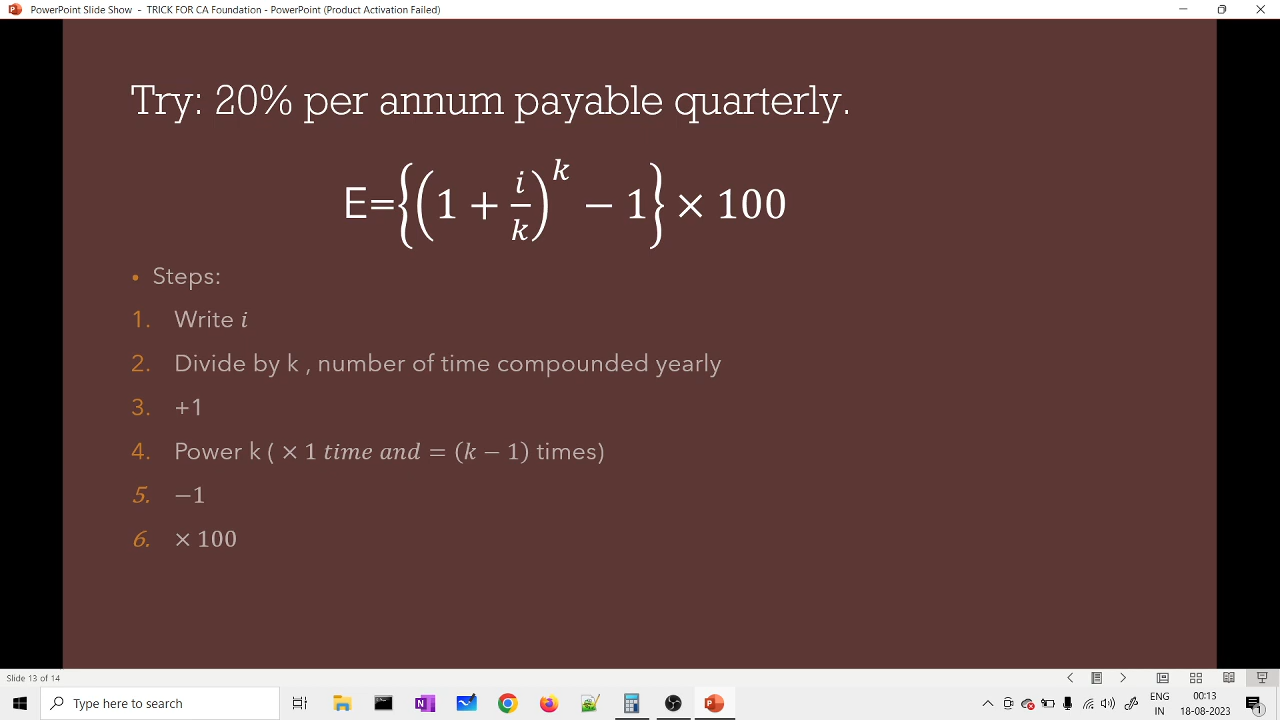 PowerPoint Slide Show - TRICK FOR CA Foundation - PowerPoint (Product Activation Failed)
Try: 20% per annum payable quarterly.
E={(1 + i/k)^k − 1} × 100
• Steps:
1. Write i
2. Divide by k , number of time compounded yearly
3. +1
4. Power k ( × 1 time and = (k − 1) times)
5. −1
6. × 100
Slide 13 of 14
Type here to search
ENG
IN
00:13
18-08-2023
1